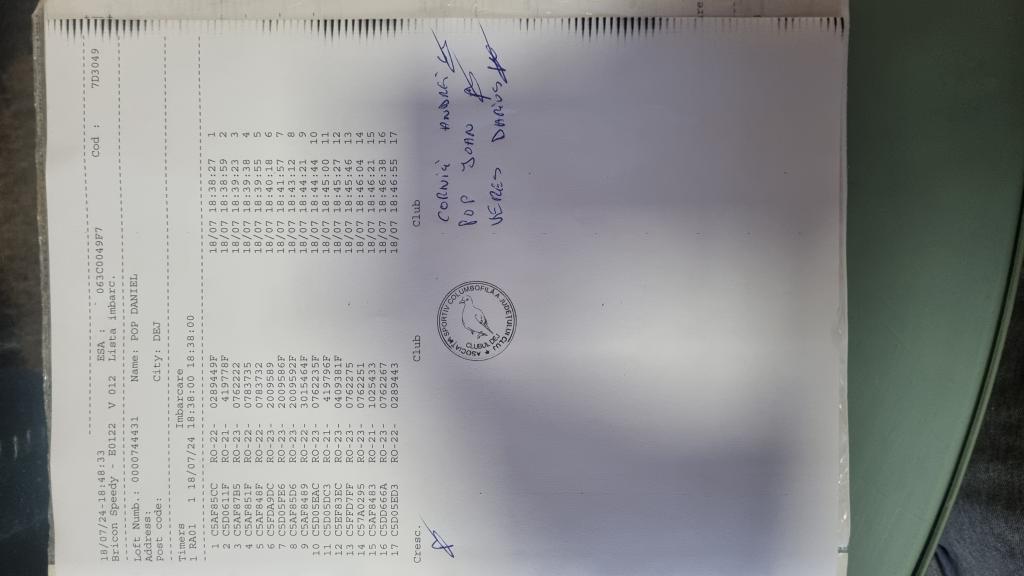 18/07/24-18:48:33 ESA : 063C0049F7 Cod : 7D3049
Bricon Speedy - E0122 V 012 Lista imbarc.
Loft Numb.: 0000744431 Name: POP DANIEL
Address:
Post code: City: DEJ
Timers Imbarcare
1 RA01 1 18/07/24 18:38:00 18:38:00
1 C5AF85CC RO-22- 0289449F 18/07 18:38:27 1
2 C5D0611F RO-21- 419778F 18/07 18:38:59 2
3 C5AF87B5 RO-23- 0762222 18/07 18:39:23 3
4 C5AF851F RO-22- 0783735 18/07 18:39:38 4
5 C5AF848F RO-22- 0783732 18/07 18:39:55 5
6 C5FDA9DC RO-23- 2009589 18/07 18:40:18 6
7 C5D05FE6 RO-23- 2009586F 18/07 18:41:57 7
8 C5AF85D6 RO-23- 2009592F 18/07 18:43:12 8
9 C5AF8489 RO-22- 3015464F 18/07 18:44:21 9
10 C5D05EAC RO-23- 0762235F 18/07 18:44:44 10
11 C5D05DC3 RO-21- 419796F 18/07 18:45:00 11
12 C5EF83EC RO-23- 0409381F 18/07 18:45:27 12
13 C5FFD7FF RO-23- 0762275 18/07 18:45:46 13
14 C57A0295 RO-23- 0762251 18/07 18:46:04 14
15 C5AF8483 RO-21- 1025433 18/07 18:46:21 15
16 C5DD666A RO-23- 0762267 18/07 18:46:38 16
17 C5D05ED3 RO-22- 0289443 18/07 18:46:55 17
Cresc. Club Club
CORNIȚĂ ANDREI
POP IOAN
VERES DARIUS
ASOCIAȚIA SPORTIV COLUMBOFILĂ A JUDEȚULUI CLUJ
CLUBUL DEJ